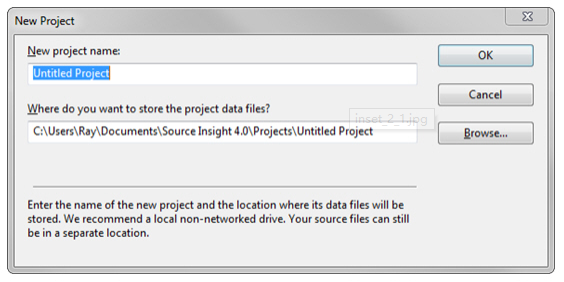 New Project
New project name:
Untitled Project
OK
Cancel
Where do you want to store the project data files?
inset_2_1.jpg
C:\Users\Ray\Documents\Source Insight 4.0\Projects\Untitled Project
Browse...
Enter the name of the new project and the location where its data files will be
stored. We recommend a local non-networked drive. Your source files can still
be in a separate location.